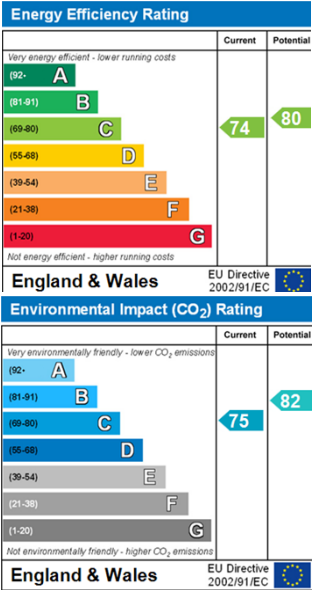 Energy Efficiency Rating
Current Potential
Very energy efficient - lower running costs
(92- A
(81-91) B
(69-80) C
74
80
(55-68) D
(39-54) E
(21-38) F
(1-20) G
Not energy efficient - higher running costs
England & Wales
EU Directive
2002/91/EC
Environmental Impact (CO2) Rating
Current Potential
Very environmentally friendly - lower CO2 emissions
(92- A
(81-91) B
82
(69-80) C
75
(55-68) D
(39-54) E
(21-38) F
(1-20) G
Not environmentally friendly - higher CO2 emissions
England & Wales
EU Directive
2002/91/EC